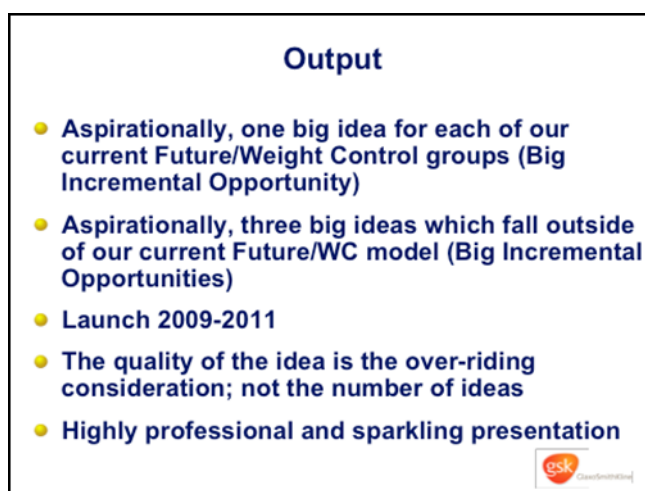 Output
Aspirationally, one big idea for each of our
current Future/Weight Control groups (Big
Incremental Opportunity)
Aspirationally, three big ideas which fall outside
of our current Future/WC model (Big Incremental
Opportunities)
Launch 2009-2011
The quality of the idea is the over-riding
consideration; not the number of ideas
Highly professional and sparkling presentation
gsk GlaxoSmithKline